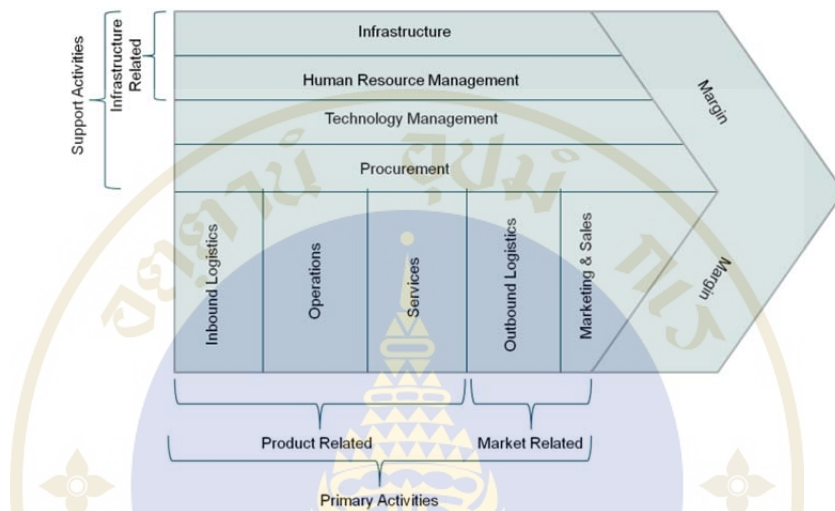 Infrastructure
Human Resource Management
Technology Management
Procurement
Support Activities
Infrastructure
Related
Margin
Margin
Inbound Logistics
Operations
Services
Outbound Logistics
Marketing & Sales
Product Related
Market Related
Primary Activities